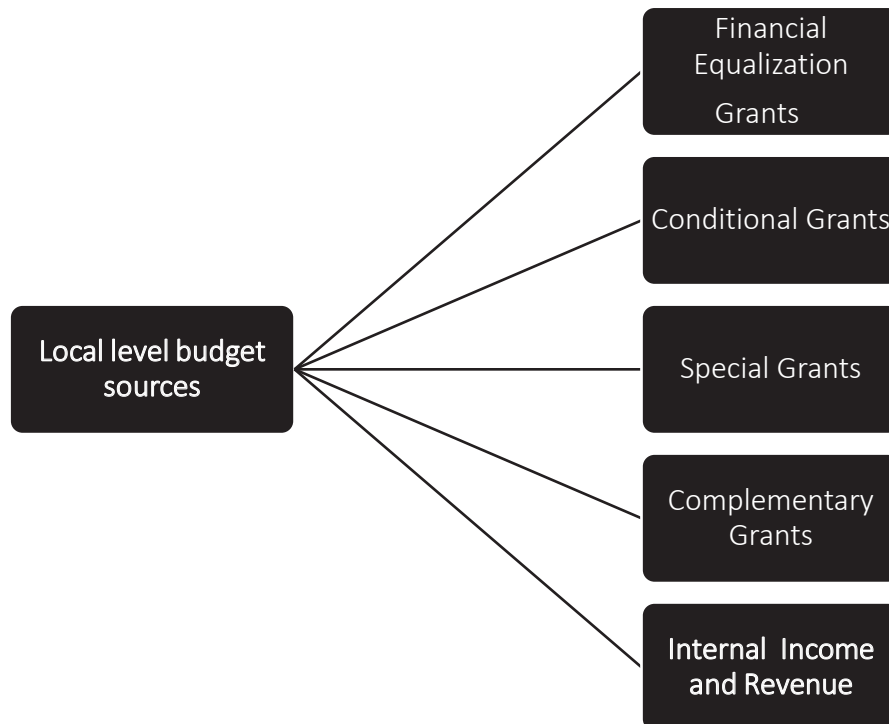 Financial
Equalization
Grants
Conditional Grants
Local level budget
sources
Special Grants
Complementary
Grants
Internal Income
and Revenue